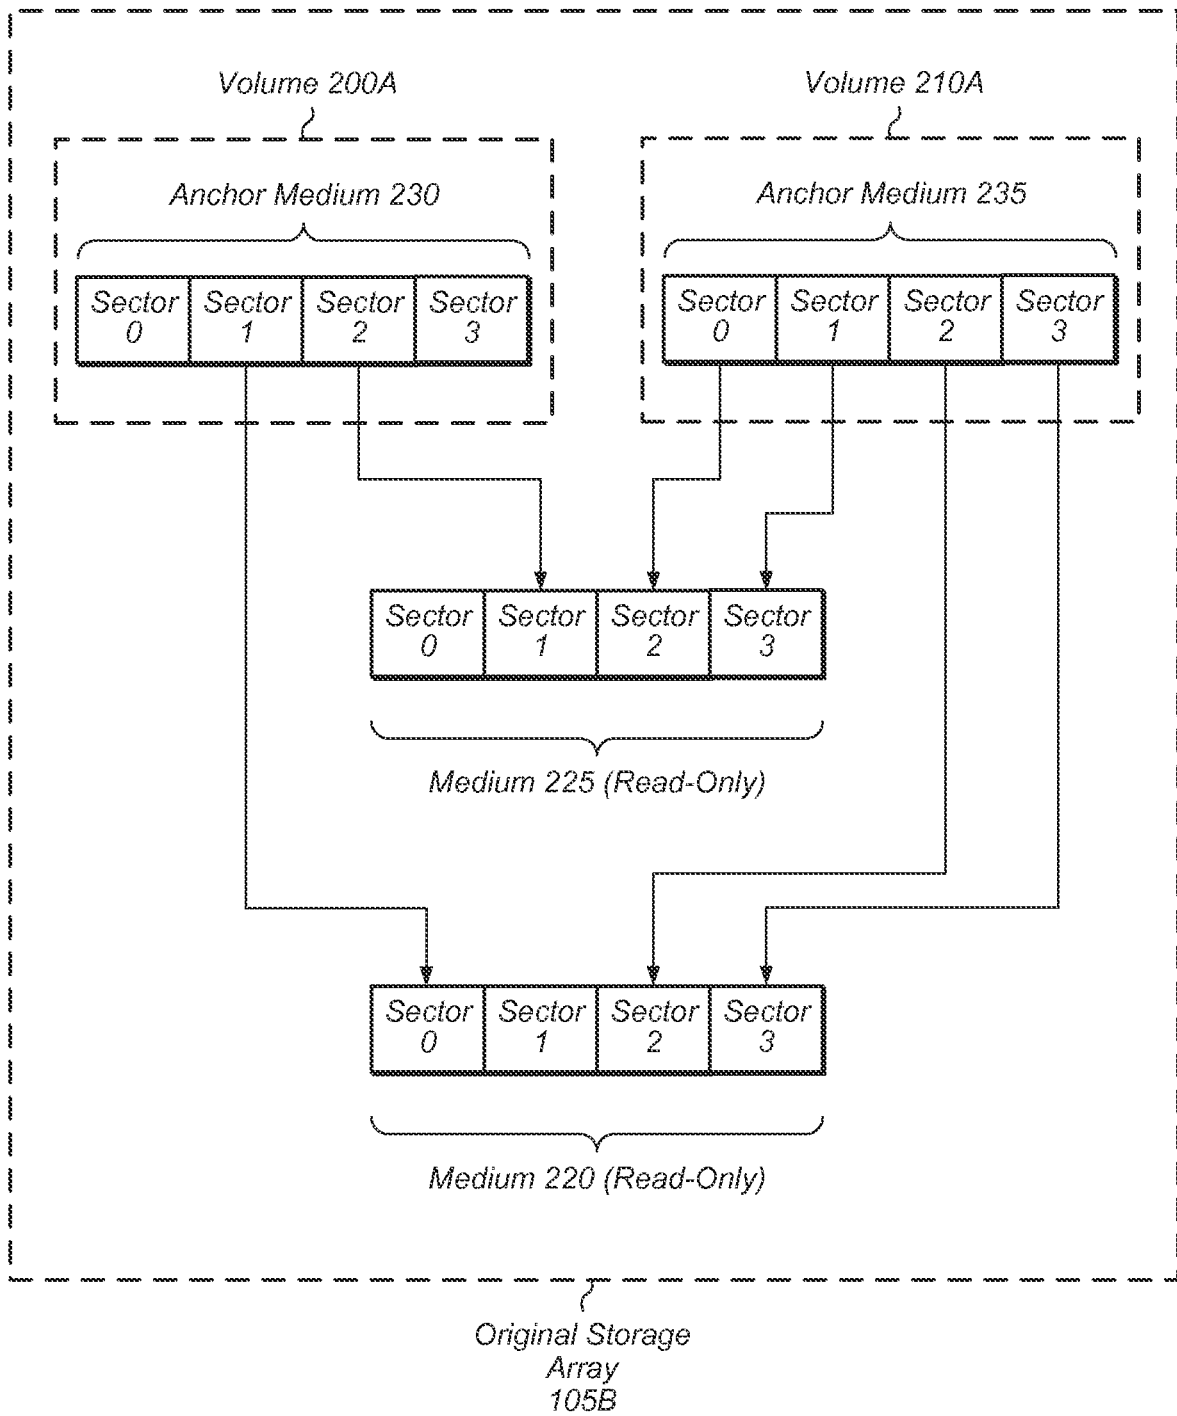 Volume 200A
Volume 210A
Anchor Medium 230
Anchor Medium 235
Sector 0 Sector 1 Sector 2 Sector 3
Sector 0 Sector 1 Sector 2 Sector 3
Sector 0 Sector 1 Sector 2 Sector 3
Medium 225 (Read-Only)
Sector 0 Sector 1 Sector 2 Sector 3
Medium 220 (Read-Only)
Original Storage
Array
105B